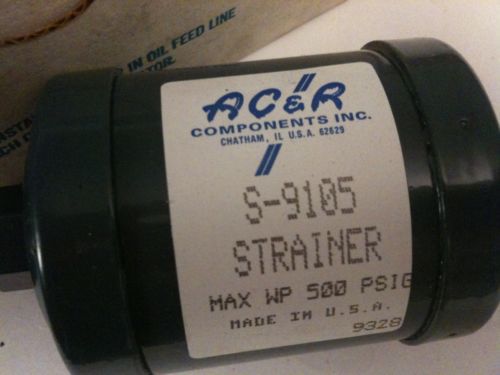 IN OIL FEED LINE
AC&R
COMPONENTS INC.
CHATHAM, IL U.S.A. 62629
S-9105
STRAINER
MAX WP 500 PSIG
MADE IN U.S.A.
9328